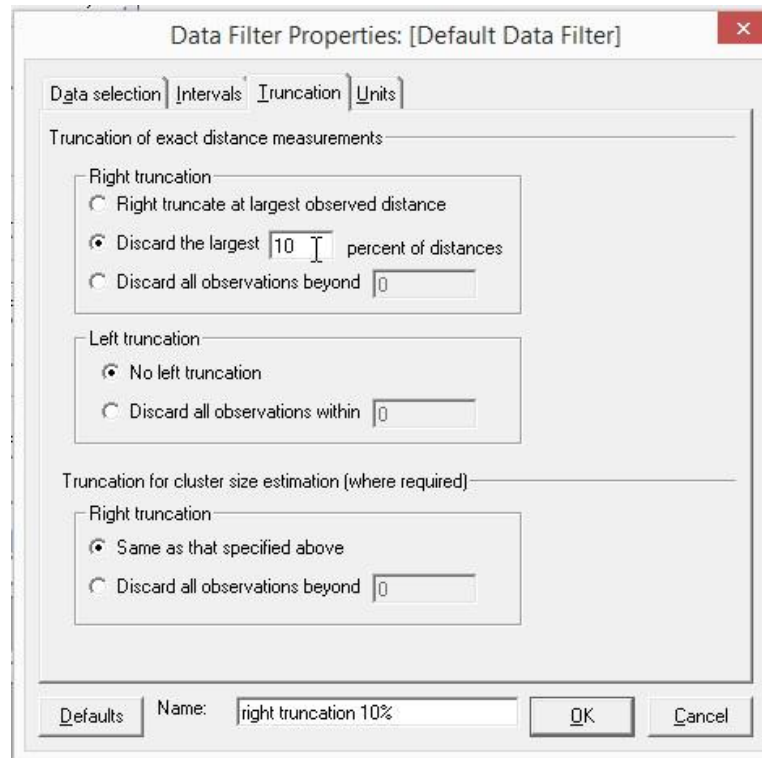 Data Filter Properties: [Default Data Filter]
Data selection Intervals Truncation Units
Truncation of exact distance measurements
Right truncation
Right truncate at largest observed distance
Discard the largest 10 percent of distances
Discard all observations beyond 0
Left truncation
No left truncation
Discard all observations within 0
Truncation for cluster size estimation (where required)
Right truncation
Same as that specified above
Discard all observations beyond 0
Defaults Name: right truncation 10% OK Cancel